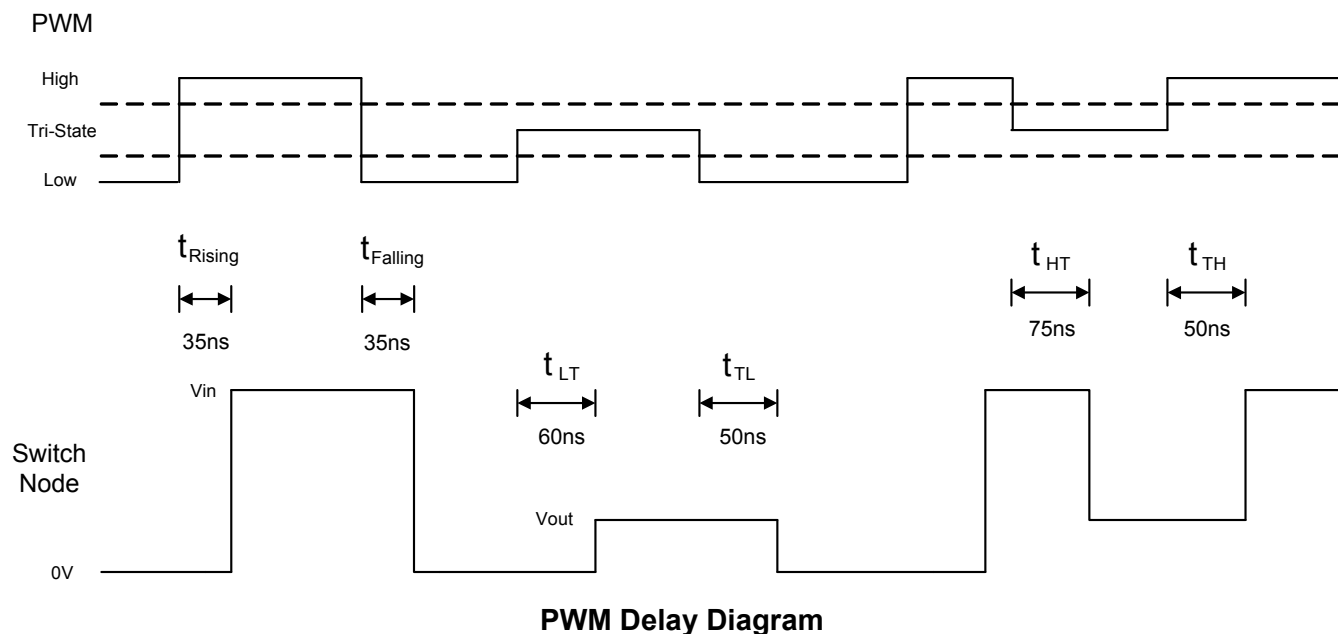 PWM
High
Tri-State
Low
tRising
tFalling
t HT
t TH
35ns
35ns
75ns
50ns
t LT
t TL
Vin
60ns
50ns
Switch
Node
Vout
0V
PWM Delay Diagram